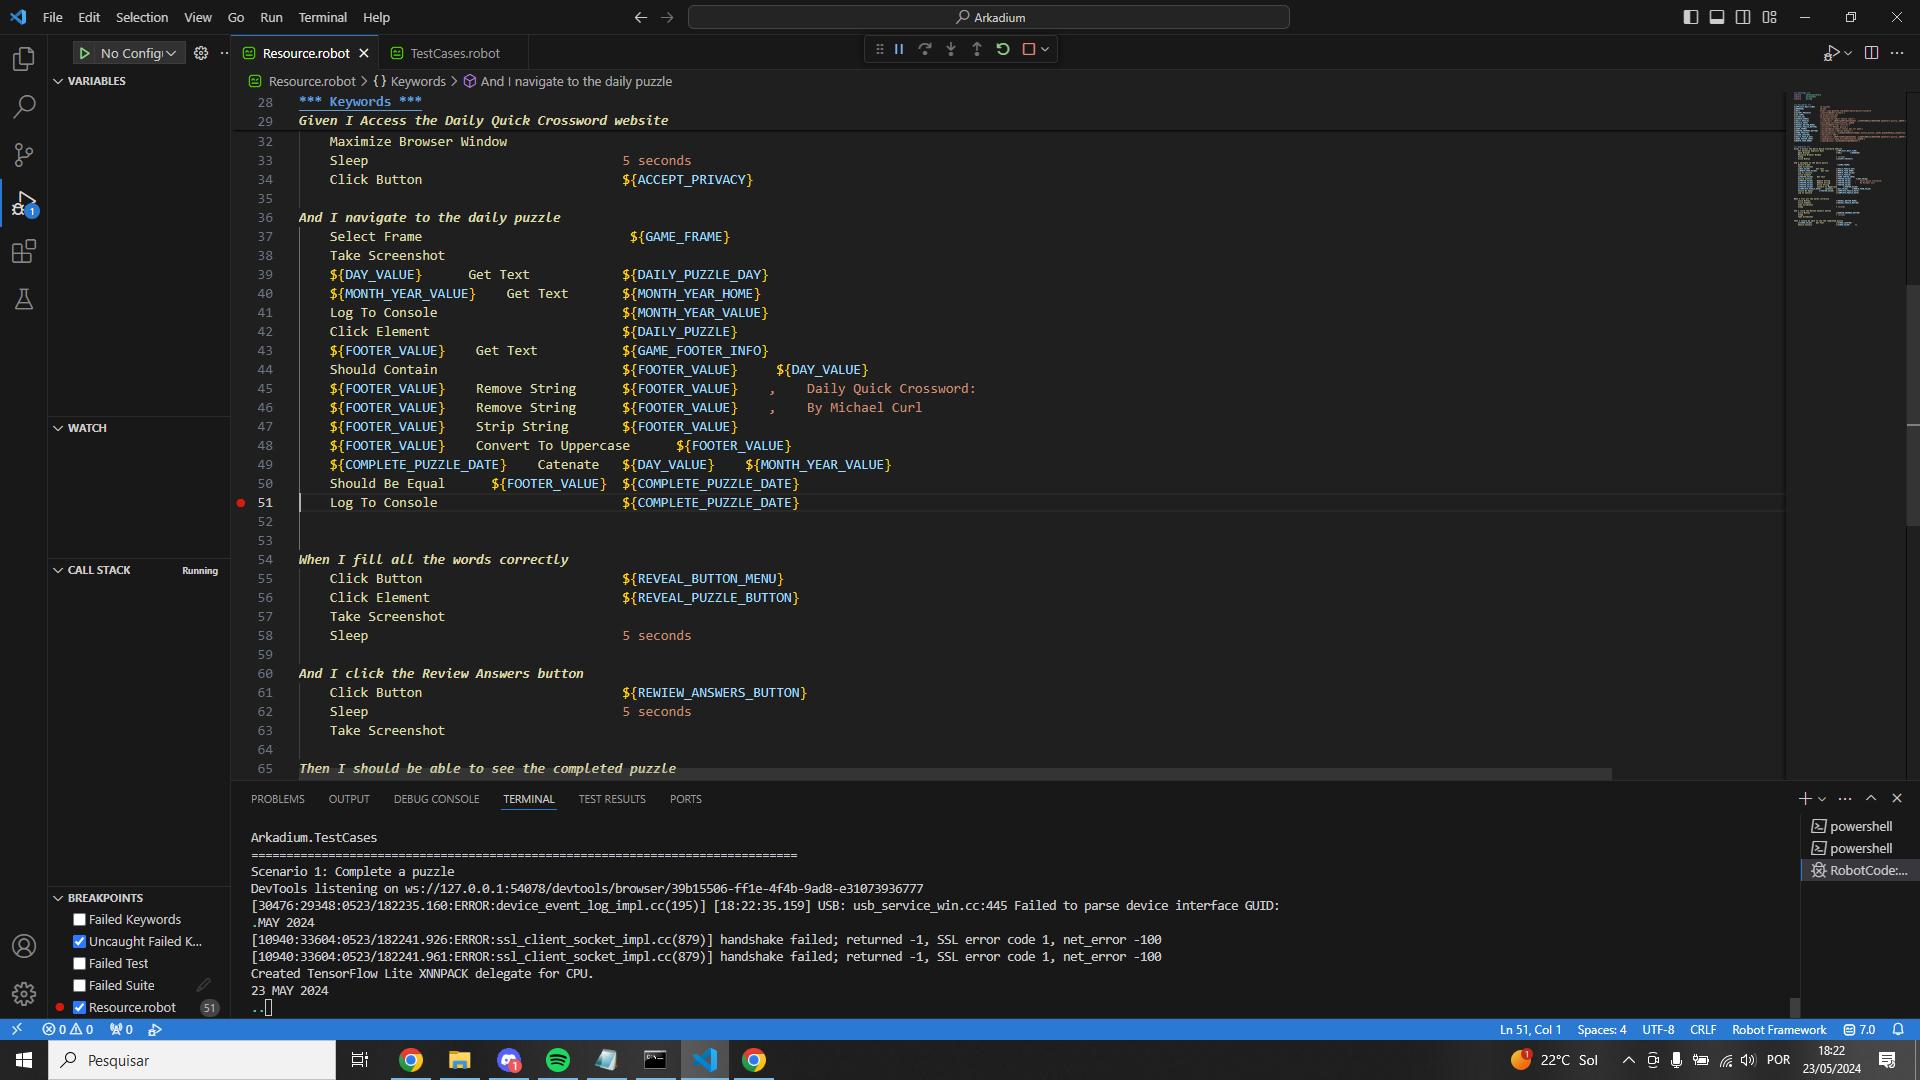 File Edit Selection View Go Run Terminal Help
Arkadium
No Config
Resource.robot
TestCases.robot
Resource.robot > {} Keywords > And I navigate to the daily puzzle
VARIABLES
WATCH
CALL STACK Running
BREAKPOINTS
Failed Keywords
Uncaught Failed K...
Failed Test
Failed Suite
Resource.robot 51
28 *** Keywords ***
29 Given I Access the Daily Quick Crossword website
32 Maximize Browser Window
33 Sleep 5 seconds
34 Click Button ${ACCEPT_PRIVACY}
35
36 And I navigate to the daily puzzle
37 Select Frame ${GAME_FRAME}
38 Take Screenshot
39 ${DAY_VALUE} Get Text ${DAILY_PUZZLE_DAY}
40 ${MONTH_YEAR_VALUE} Get Text ${MONTH_YEAR_HOME}
41 Log To Console ${MONTH_YEAR_VALUE}
42 Click Element ${DAILY_PUZZLE}
43 ${FOOTER_VALUE} Get Text ${GAME_FOOTER_INFO}
44 Should Contain ${FOOTER_VALUE} ${DAY_VALUE}
45 ${FOOTER_VALUE} Remove String ${FOOTER_VALUE} , Daily Quick Crossword:
46 ${FOOTER_VALUE} Remove String ${FOOTER_VALUE} , By Michael Curl
47 ${FOOTER_VALUE} Strip String ${FOOTER_VALUE}
48 ${FOOTER_VALUE} Convert To Uppercase ${FOOTER_VALUE}
49 ${COMPLETE_PUZZLE_DATE} Catenate ${DAY_VALUE} ${MONTH_YEAR_VALUE}
50 Should Be Equal ${FOOTER_VALUE} ${COMPLETE_PUZZLE_DATE}
51 Log To Console ${COMPLETE_PUZZLE_DATE}
52
53
54 When I fill all the words correctly
55 Click Button ${REVEAL_BUTTON_MENU}
56 Click Element ${REVEAL_PUZZLE_BUTTON}
57 Take Screenshot
58 Sleep 5 seconds
59
60 And I click the Review Answers button
61 Click Button ${REWIEW_ANSWERS_BUTTON}
62 Sleep 5 seconds
63 Take Screenshot
64
65 Then I should be able to see the completed puzzle
PROBLEMS OUTPUT DEBUG CONSOLE TERMINAL TEST RESULTS PORTS
Arkadium.TestCases
==============================================================================
Scenario 1: Complete a puzzle
DevTools listening on ws://127.0.0.1:54078/devtools/browser/39b15506-ff1e-4f4b-9ad8-e31073936777
[30476:29348:0523/182235.160:ERROR:device_event_log_impl.cc(195)] [18:22:35.159] USB: usb_service_win.cc:445 Failed to parse device interface GUID:
.MAY 2024
[10940:33604:0523/182241.926:ERROR:ssl_client_socket_impl.cc(879)] handshake failed; returned -1, SSL error code 1, net_error -100
[10940:33604:0523/182241.961:ERROR:ssl_client_socket_impl.cc(879)] handshake failed; returned -1, SSL error code 1, net_error -100
Created TensorFlow Lite XNNPACK delegate for CPU.
23 MAY 2024
..
powershell
powershell
RobotCode:...
0 0 0
Ln 51, Col 1 Spaces: 4 UTF-8 CRLF Robot Framework 7.0
Pesquisar
22°C Sol
POR
18:22
23/05/2024